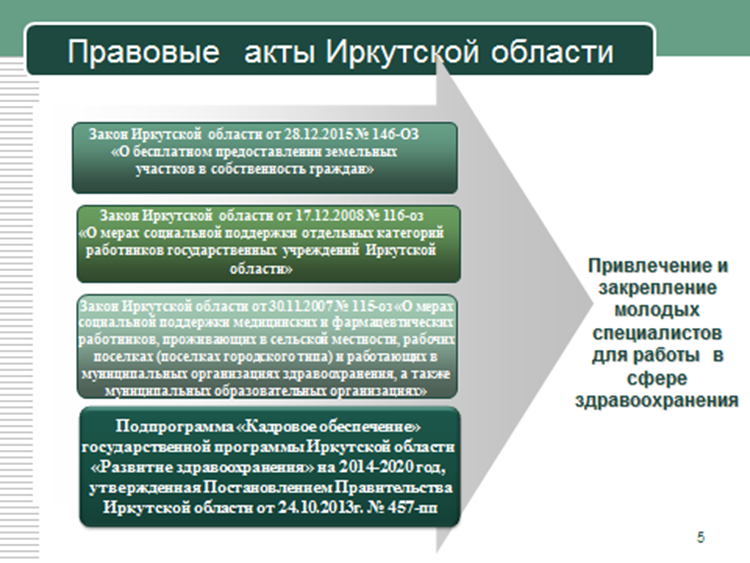 Правовые акты Иркутской области
Закон Иркутской области от 28.12.2015 № 146-ОЗ
«О бесплатном предоставлении земельных
участков в собственность граждан»
Закон Иркутской области от 17.12.2008 № 116-оз
«О мерах социальной поддержки отдельных категорий
работников государственных учреждений Иркутской
области»
Закон Иркутской области от 30.11.2007 № 115-оз «О мерах
социальной поддержки медицинских и фармацевтических
работников, проживающих в сельской местности, рабочих
поселках (поселках городского типа) и работающих в
муниципальных организациях здравоохранения, а также
муниципальных образовательных организациях»
Подпрограмма «Кадровое обеспечение»
государственной программы Иркутской области
«Развитие здравоохранения» на 2014-2020 год,
утвержденная Постановлением Правительства
Иркутской области от 24.10.2013г. № 457-пп
Привлечение и
закрепление
молодых
специалистов
для работы в
сфере
здравоохранения
5